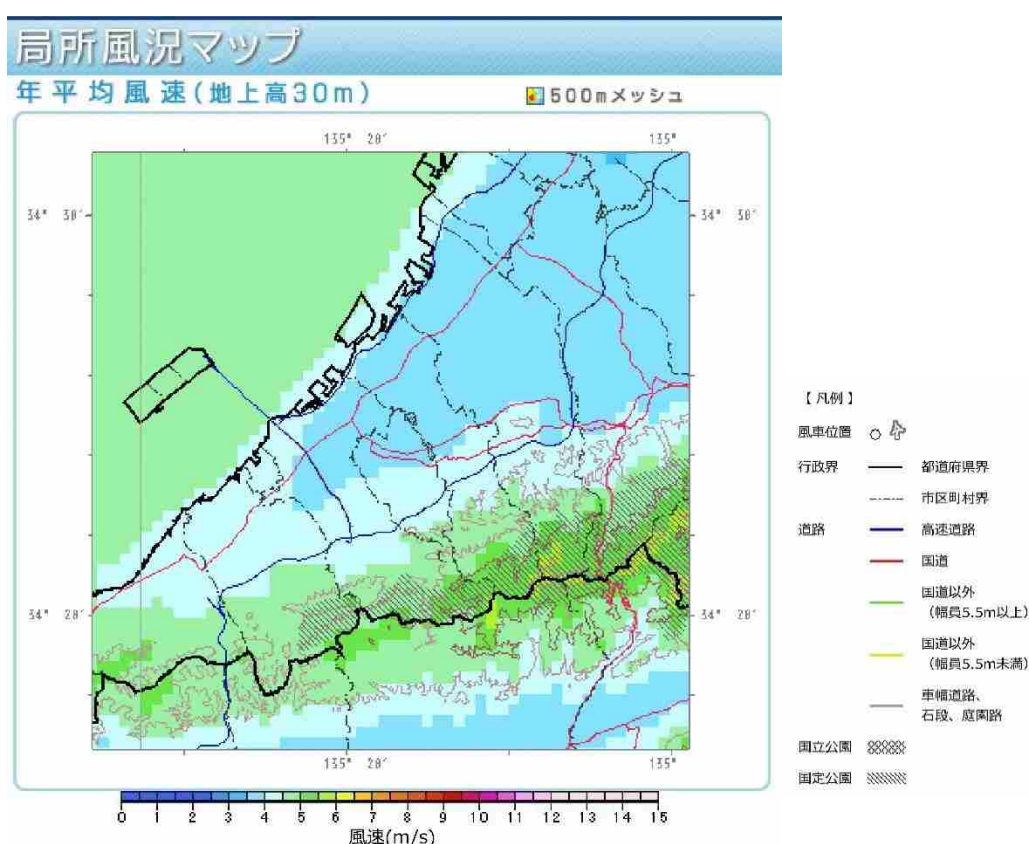 局所風況マップ
年平均風速(地上高30m)
500mメッシュ
135° 20′
135°
34° 30′
34° 30′
34° 20′
34° 20′
135° 20′
135°
0 1 2 3 4 5 6 7 8 9 10 11 12 13 14 15
風速(m/s)
【 凡例 】
風車位置
行政界
都道府県界
市区町村界
道路
高速道路
国道
国道以外
(幅員5.5m以上)
国道以外
(幅員5.5m未満)
車幅道路、
石段、庭園路
国立公園
国定公園